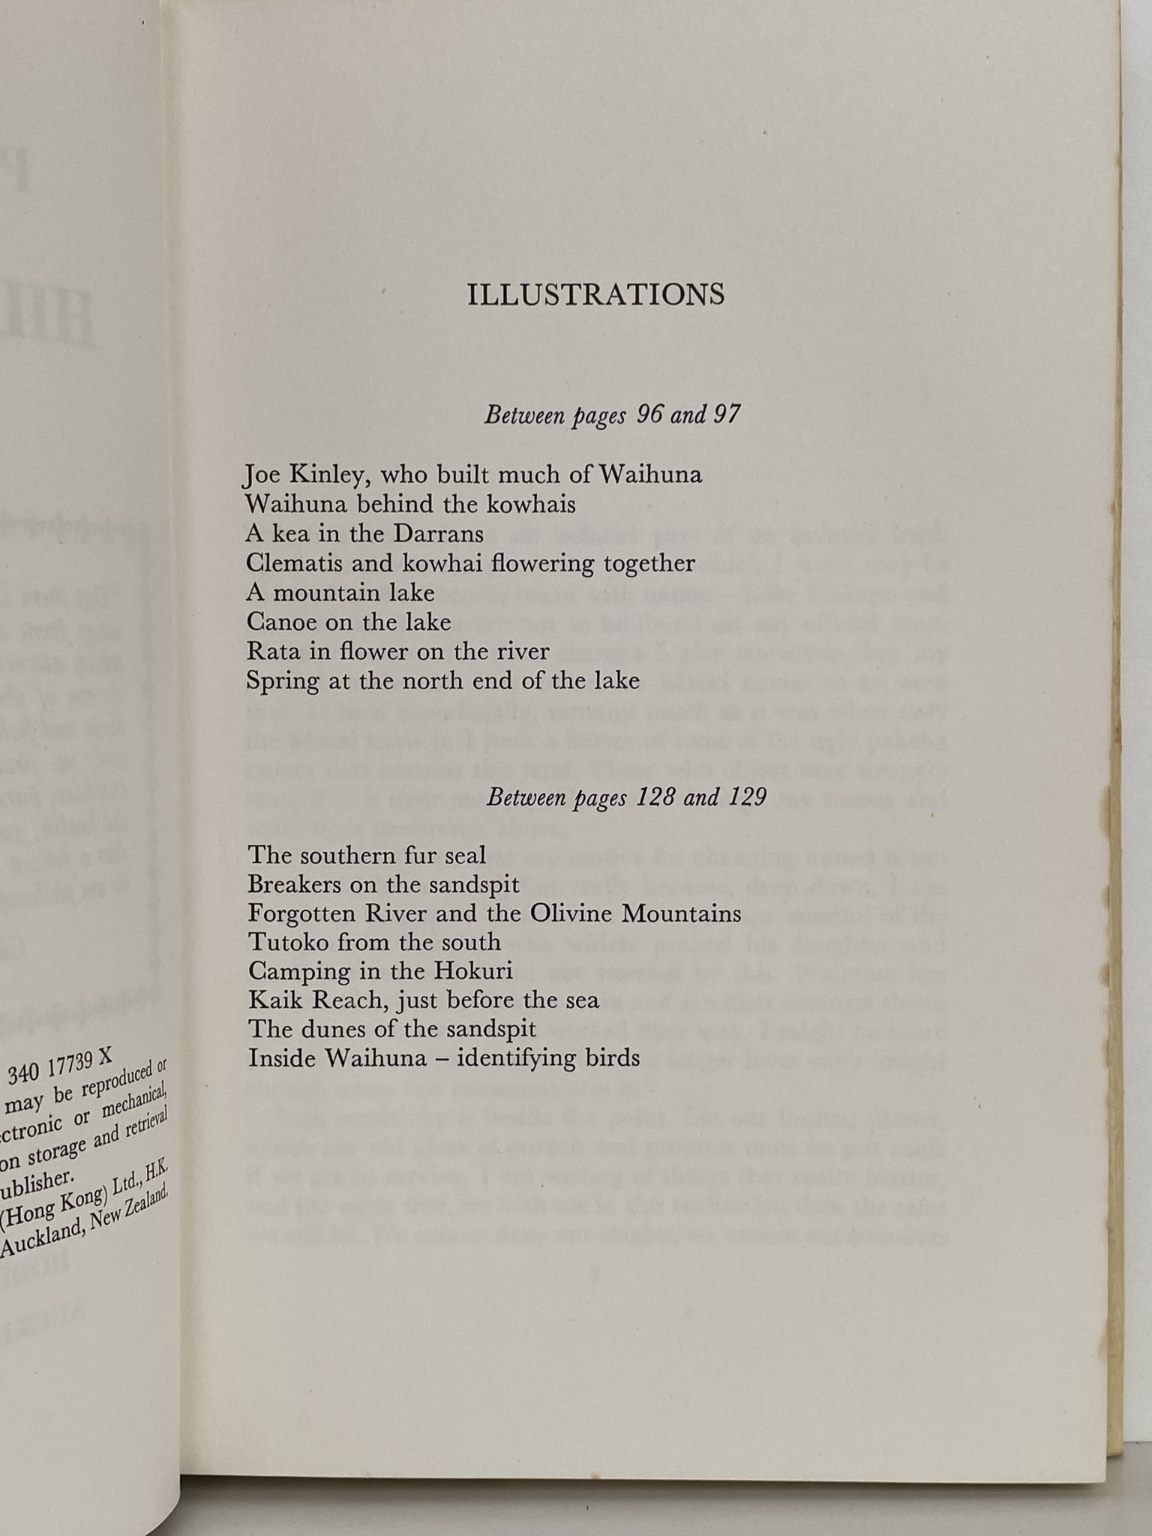 340 17739 X
may be reproduced or
ctronic or mechanical,
on storage and retrieval
ublisher.
(Hong Kong) Ltd., H.K.
Auckland, New Zealand.
ILLUSTRATIONS
Between pages 96 and 97
Joe Kinley, who built much of Waihuna
Waihuna behind the kowhais
A kea in the Darrans
Clematis and kowhai flowering together
A mountain lake
Canoe on the lake
Rata in flower on the river
Spring at the north end of the lake
Between pages 128 and 129
The southern fur seal
Breakers on the sandspit
Forgotten River and the Olivine Mountains
Tutoko from the south
Camping in the Hokuri
Kaik Reach, just before the sea
The dunes of the sandspit
Inside Waihuna – identifying birds